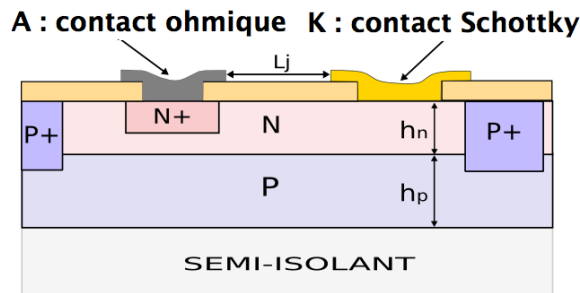 A : contact ohmique K : contact Schottky
Lj
N+
N
hn
P+
P+
P
hp
SEMI-ISOLANT